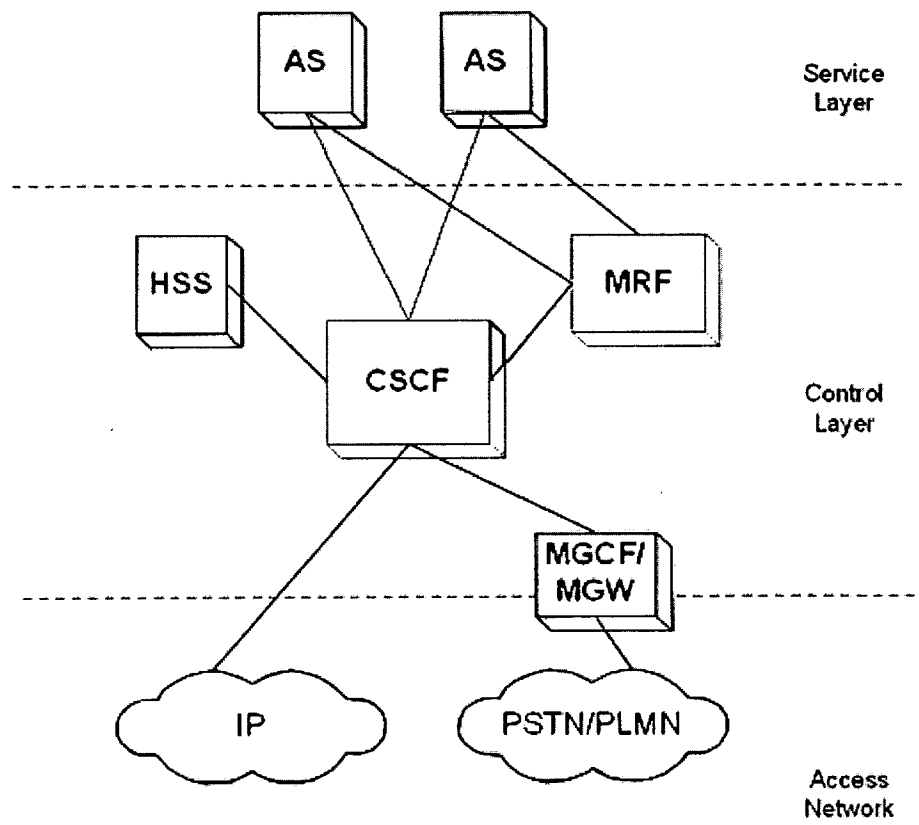 AS
AS
Service
Layer
HSS
MRF
CSCF
Control
Layer
MGCF/
MGW
IP
PSTN/PLMN
Access
Network